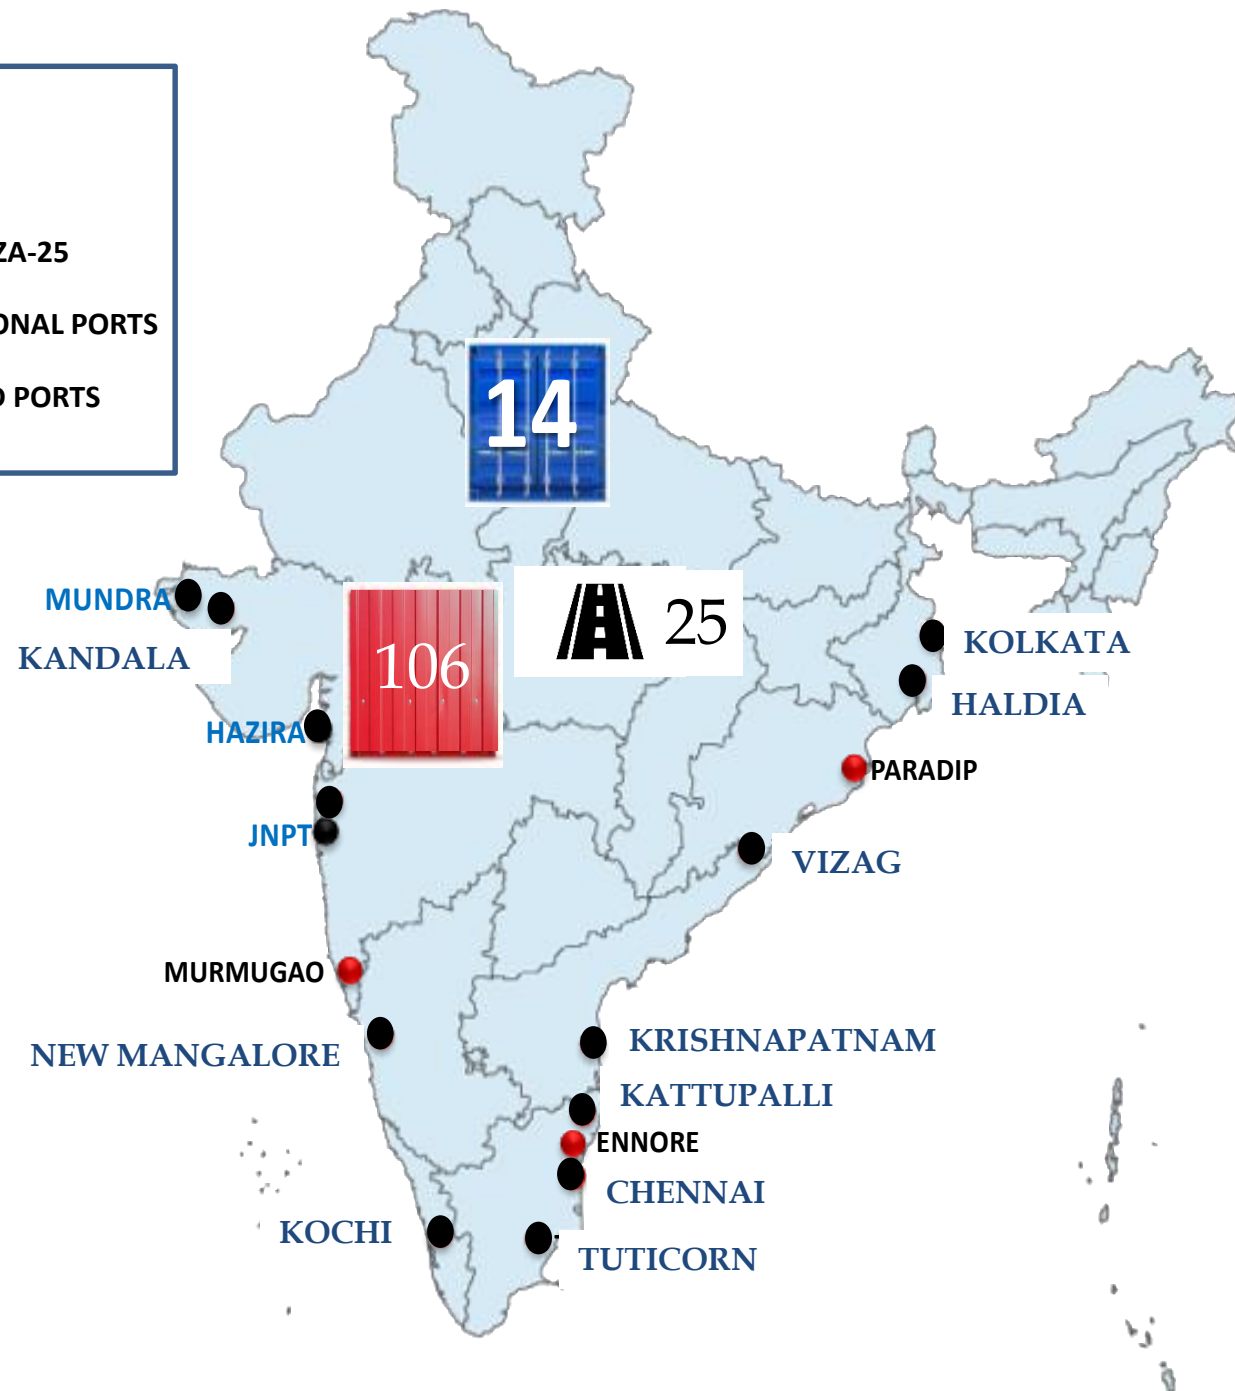 ZA-25
ONAL PORTS
D PORTS
14
106
25
MUNDRA
KANDALA
HAZIRA
JNPT
MURMUGAO
NEW MANGALORE
KOCHI
KOLKATA
HALDIA
PARADIP
VIZAG
KRISHNAPATNAM
KATTUPALLI
ENNORE
CHENNAI
TUTICORN